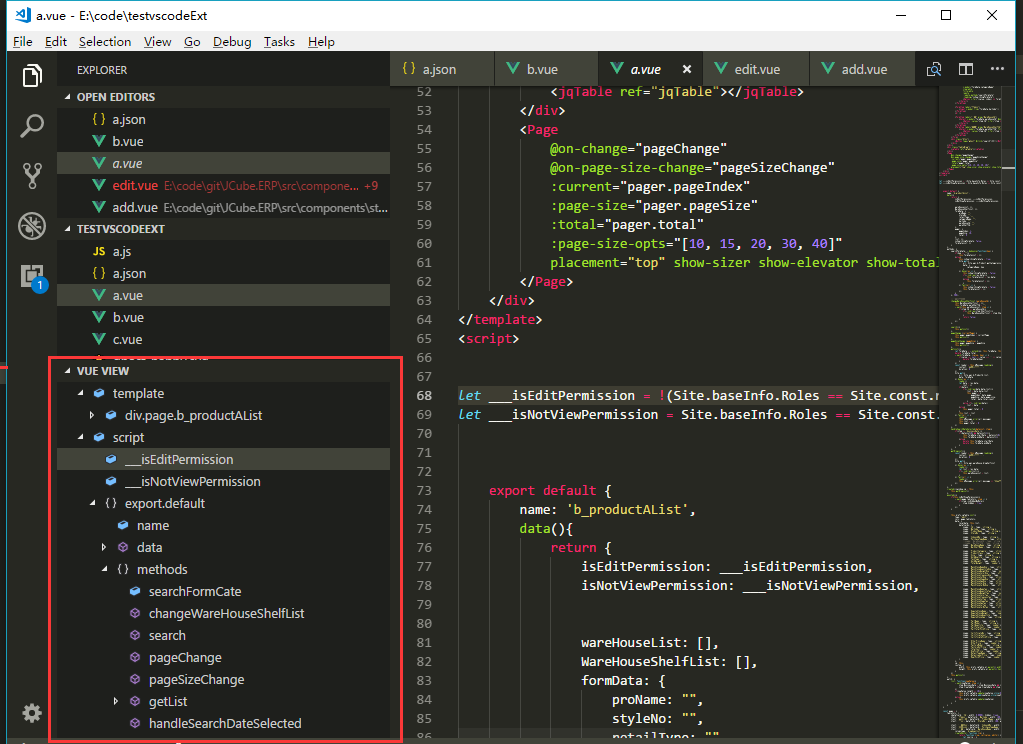 a.vue - E:\code\testvscodeExt
File Edit Selection View Go Debug Tasks Help
EXPLORER
OPEN EDITORS
{ } a.json
b.vue
a.vue
edit.vue E:\code\git\JCube.ERP\src\compone... +9
add.vue E:\code\git\JCube.ERP\src\components\st...
TESTVSCODEEXT
JS a.js
{ } a.json
a.vue
b.vue
c.vue
1
VUE VIEW
template
div.page.b_productAList
script
___isEditPermission
___isNotViewPermission
{} export.default
name
data
{} methods
searchFormCate
changeWareHouseShelfList
search
pageChange
pageSizeChange
getList
handleSearchDateSelected
{ } a.json b.vue a.vue × edit.vue add.vue ...
52 <jqTable ref="jqTable"></jqTable>
53 </div>
54 <Page
55 @on-change="pageChange"
56 @on-page-size-change="pageSizeChange"
57 :current="pager.pageIndex"
58 :page-size="pager.pageSize"
59 :total="pager.total"
60 :page-size-opts="[10, 15, 20, 30, 40]"
61 placement="top" show-sizer show-elevator show-total
62 </Page>
63 </div>
64 </template>
65 <script>
66
67
68 let ___isEditPermission = !(Site.baseInfo.Roles == Site.const.
69 let ___isNotViewPermission = Site.baseInfo.Roles == Site.const.
70
71
72
73 export default {
74 name: 'b_productAList',
75 data(){
76 return {
77 isEditPermission: ___isEditPermission,
78 isNotViewPermission: ___isNotViewPermission,
79
80
81 wareHouseList: [],
82 WareHouseShelfList: [],
83 formData: {
84 proName: "",
85 styleNo: "",
86 retailType: ""